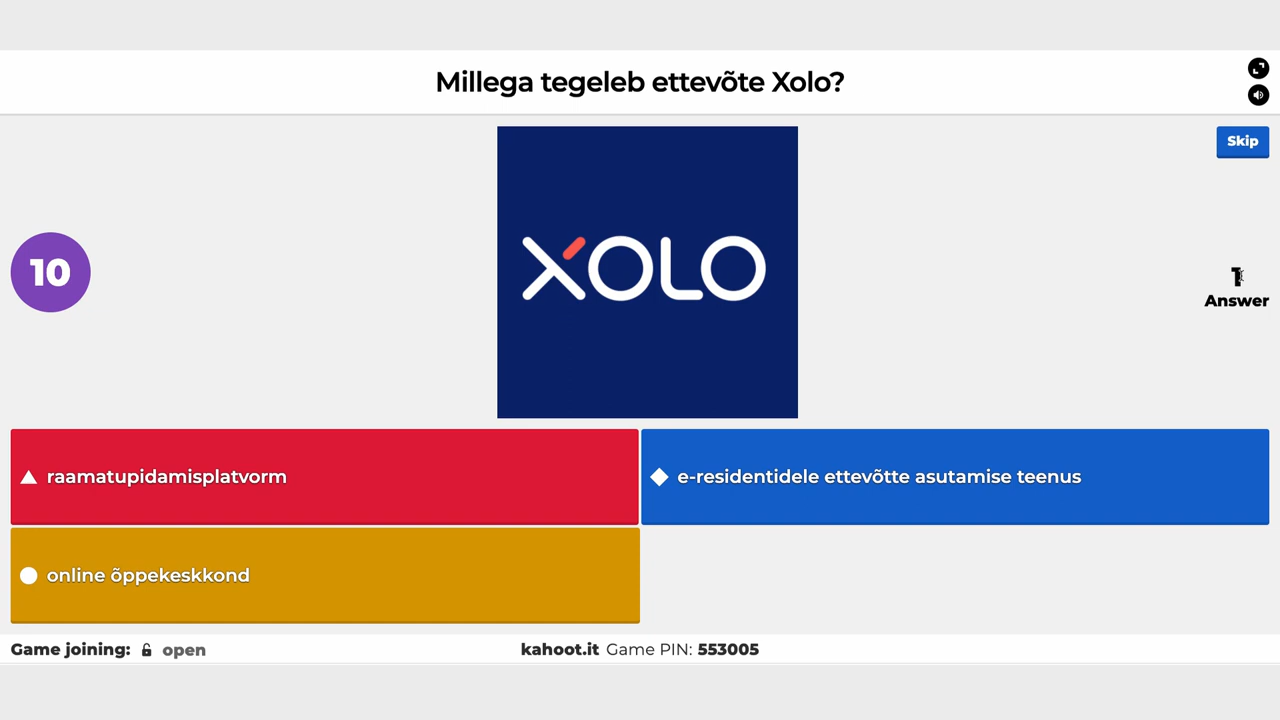 Millega tegeleb ettevõte Xolo?
Skip
XOLO
10
1
Answer
raamatupidamisplatvorm
e-residentidele ettevõtte asutamise teenus
online õppekeskkond
Game joining: open
kahoot.it Game PIN: 553005